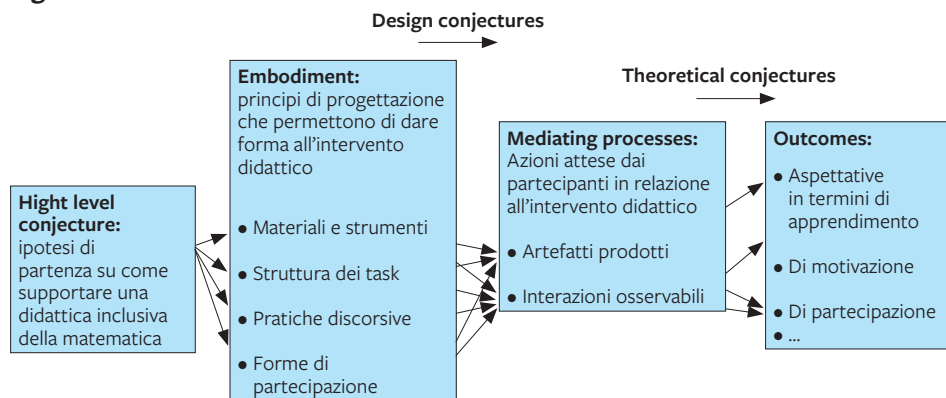 Design conjectures
Theoretical conjectures
Hight level
conjecture:
ipotesi di
partenza su come
supportare una
didattica inclusiva
della matematica
Embodiment:
principi di progettazione
che permettono di dare
forma all'intervento
didattico
• Materiali e strumenti
• Struttura dei task
• Pratiche discorsive
• Forme di
partecipazione
Mediating processes:
Azioni attese dai
partecipanti in relazione
all'intervento didattico
• Artefatti prodotti
• Interazioni osservabili
Outcomes:
• Aspettative
in termini di
apprendimento
• Di motivazione
• Di partecipazione
• ...